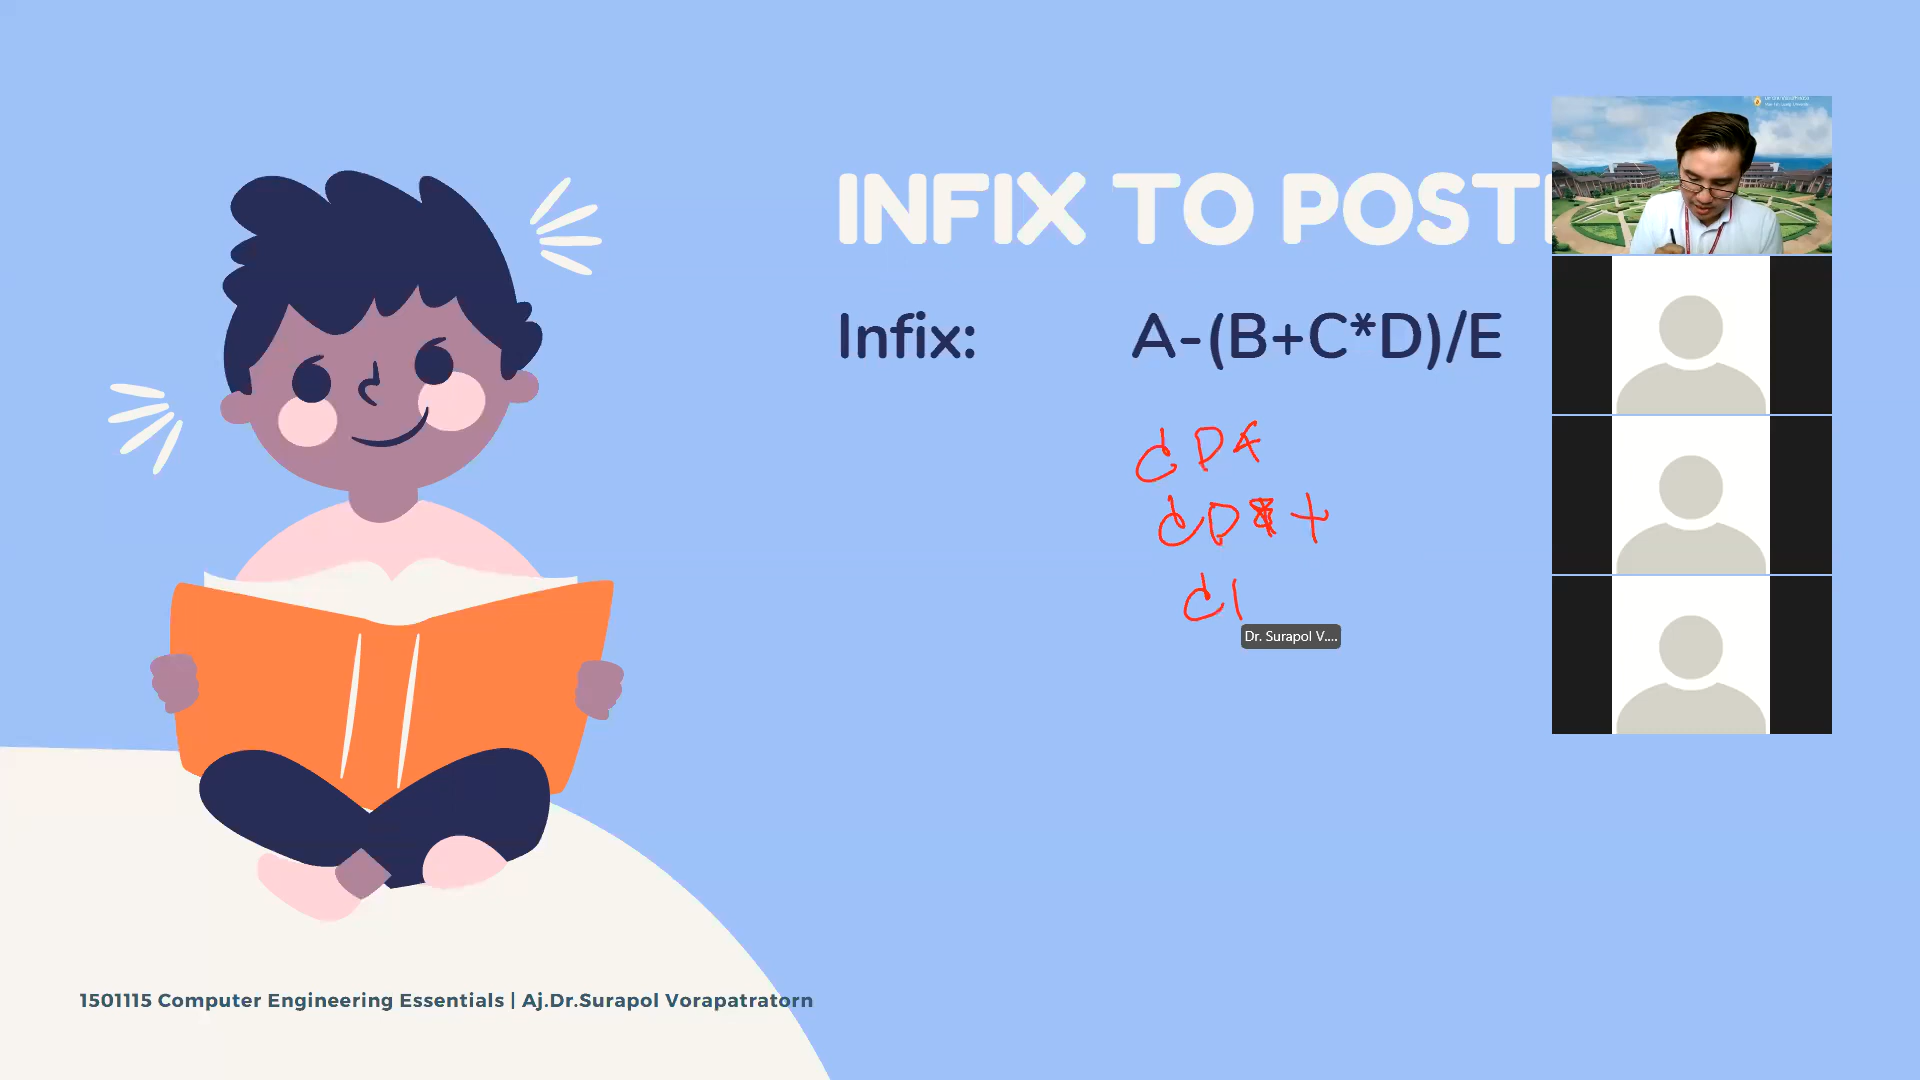 INFIX TO POST
Infix: A-(B+C*D)/E
CD*
CD*+
Dr. Surapol V....
1501115 Computer Engineering Essentials | Aj.Dr.Surapol Vorapatratorn